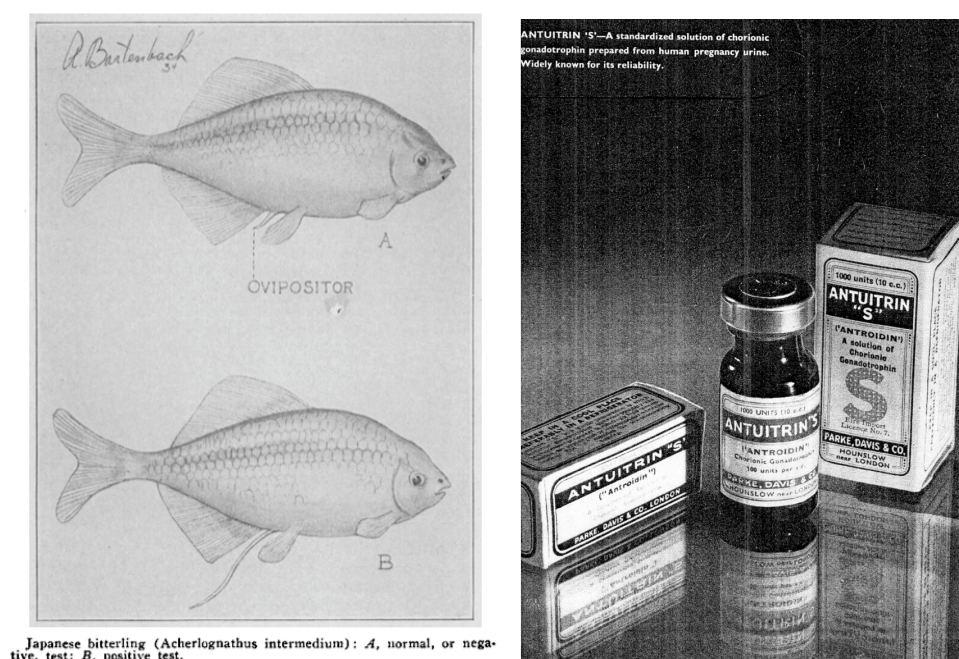 A. Bartenbach
34
A
OVIPOSITOR
B
Japanese bitterling (Acherlognathus intermedium): A, normal, or nega-
tive, test; B, positive test.
ANTUITRIN 'S'—A standardized solution of chorionic
gonadotrophin prepared from human pregnancy urine.
Widely known for its reliability.
ANTUITRIN "S"
("Antroidin")
PARKE, DAVIS & CO., LONDON
1000 UNITS (10 c.c.)
ANTUITRIN "S"
("ANTROIDIN")
Chorionic Gonadotrophin
100 units per c.c.
PARKE, DAVIS & CO.
HOUNSLOW near LONDON
1000 units (10 c.c.)
ANTUITRIN
"S"
("ANTROIDIN")
A solution of
Chorionic
Gonadotrophin
S
Licence No. 7.
PARKE, DAVIS & CO.
HOUNSLOW
near LONDON